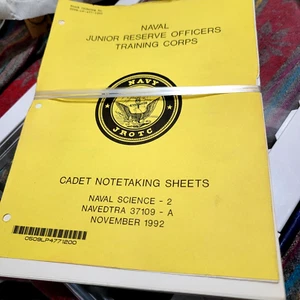 NAVAL
JUNIOR RESERVE OFFICERS
TRAINING CORPS
NAVY
JROTC
CADET NOTETAKING SHEETS
NAVAL SCIENCE - 2
NAVEDTRA 37109 - A
NOVEMBER 1992
0509LP4771200